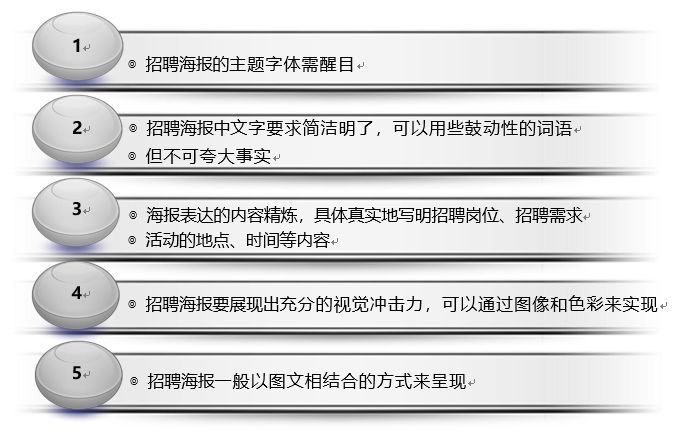 1
招聘海报的主题字体需醒目
2
招聘海报中文字要求简洁明了，可以用些鼓动性的词语
但不可夸大事实
3
海报表达的内容精炼，具体真实地写明招聘岗位、招聘需求
活动的地点、时间等内容
4
招聘海报要展现出充分的视觉冲击力，可以通过图像和色彩来实现
5
招聘海报一般以图文相结合的方式来呈现